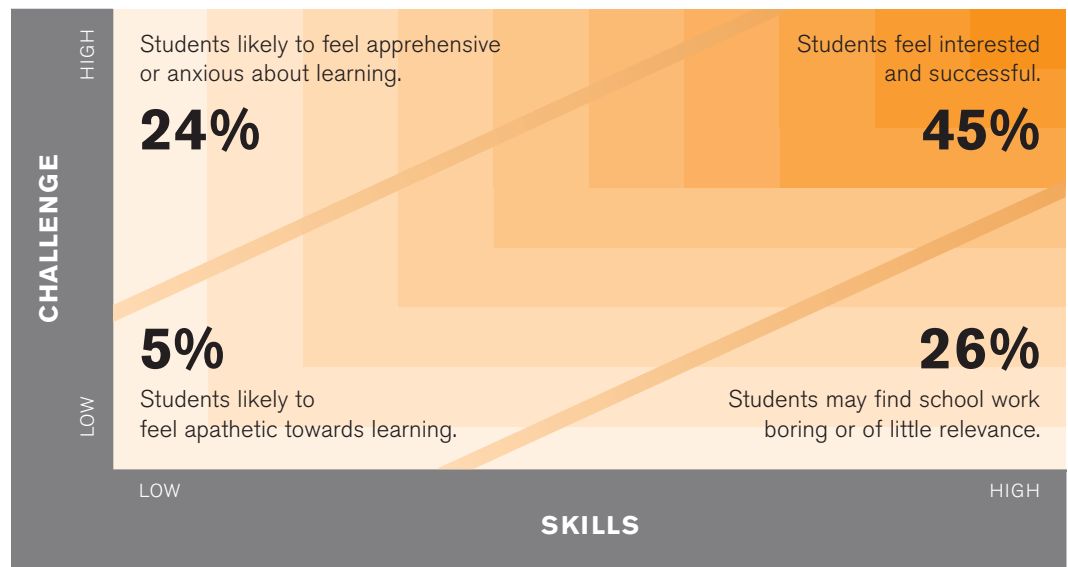 HIGH
CHALLENGE
LOW
Students likely to feel apprehensive
or anxious about learning.
24%
Students feel interested
and successful.
45%
5%
Students likely to
feel apathetic towards learning.
26%
Students may find school work
boring or of little relevance.
LOW
HIGH
SKILLS